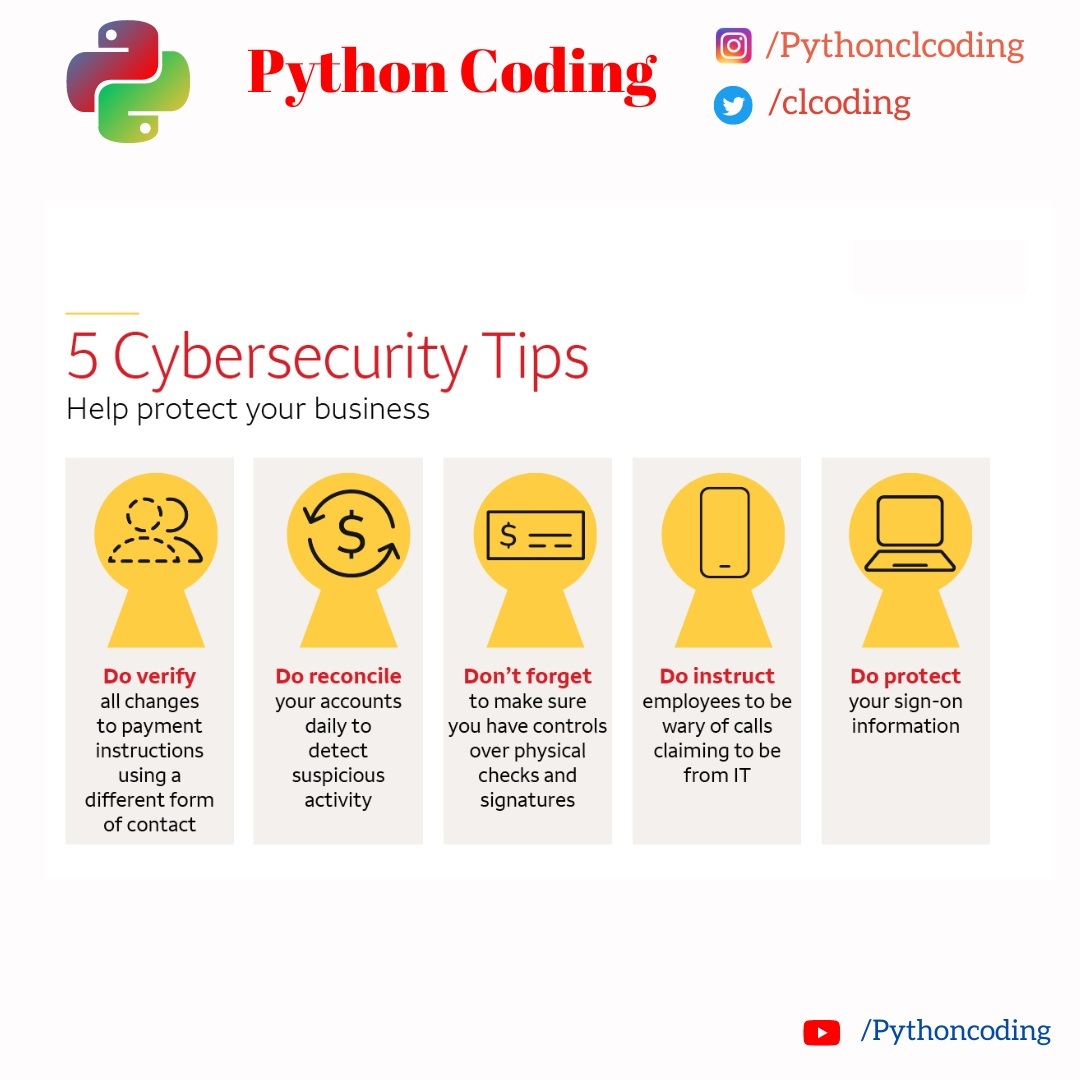 Python Coding
/Pythonclcoding
/clcoding
5 Cybersecurity Tips
Help protect your business
$
$
Do verify
all changes
to payment
instructions
using a
different form
of contact
Do reconcile
your accounts
daily to
detect
suspicious
activity
Don't forget
to make sure
you have controls
over physical
checks and
signatures
Do instruct
employees to be
wary of calls
claiming to be
from IT
Do protect
your sign-on
information
/Pythoncoding